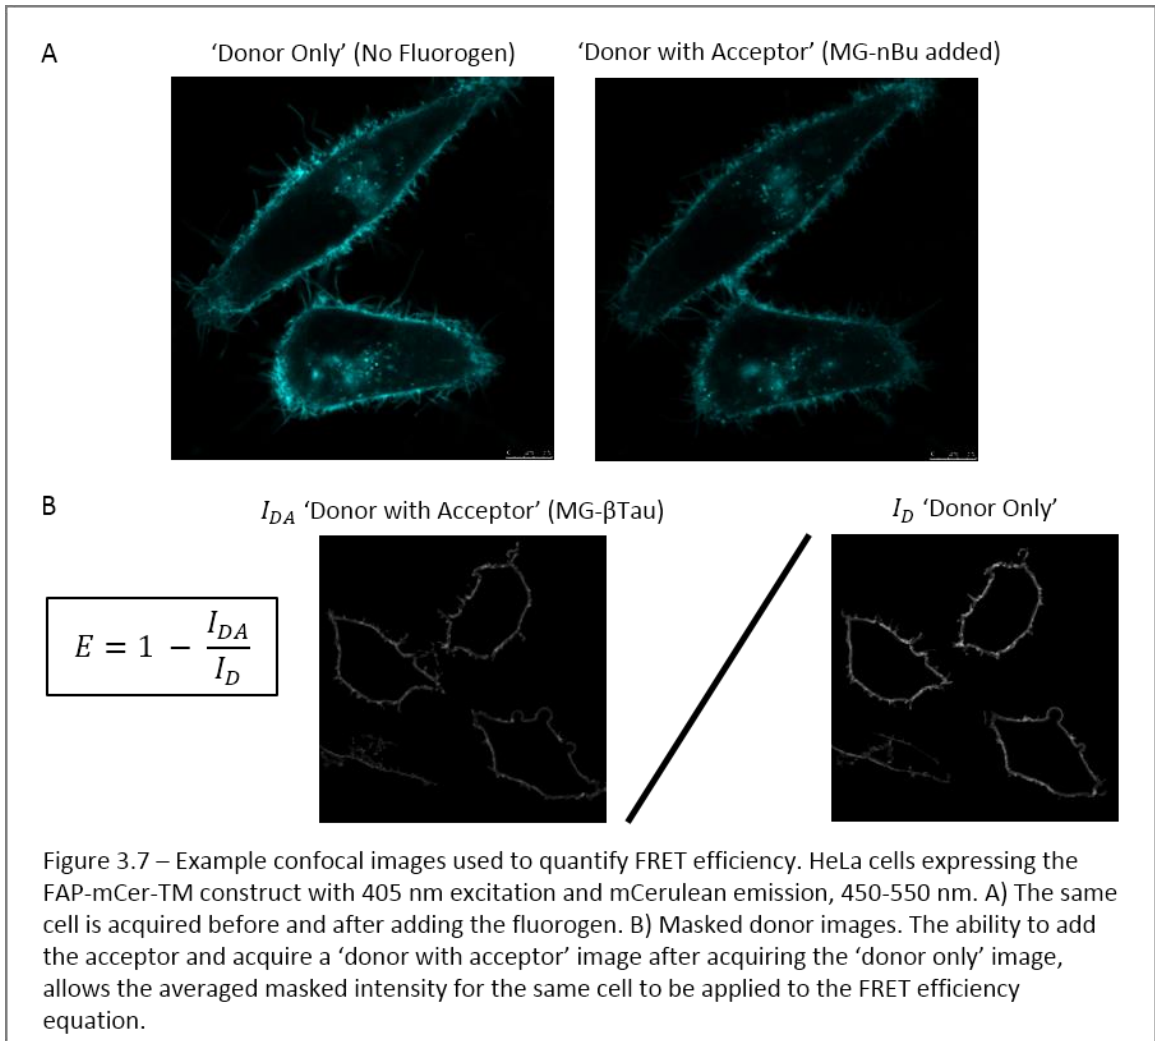 A
‘Donor Only’ (No Fluorogen)
‘Donor with Acceptor’ (MG-nBu added)
B
I_{DA} ‘Donor with Acceptor’ (MG-βTau)
I_D ‘Donor Only’
E = 1 − I_{DA}/I_D
Figure 3.7 – Example confocal images used to quantify FRET efficiency. HeLa cells expressing the
FAP-mCer-TM construct with 405 nm excitation and mCerulean emission, 450-550 nm. A) The same
cell is acquired before and after adding the fluorogen. B) Masked donor images. The ability to add
the acceptor and acquire a ‘donor with acceptor’ image after acquiring the ‘donor only’ image,
allows the averaged masked intensity for the same cell to be applied to the FRET efficiency
equation.